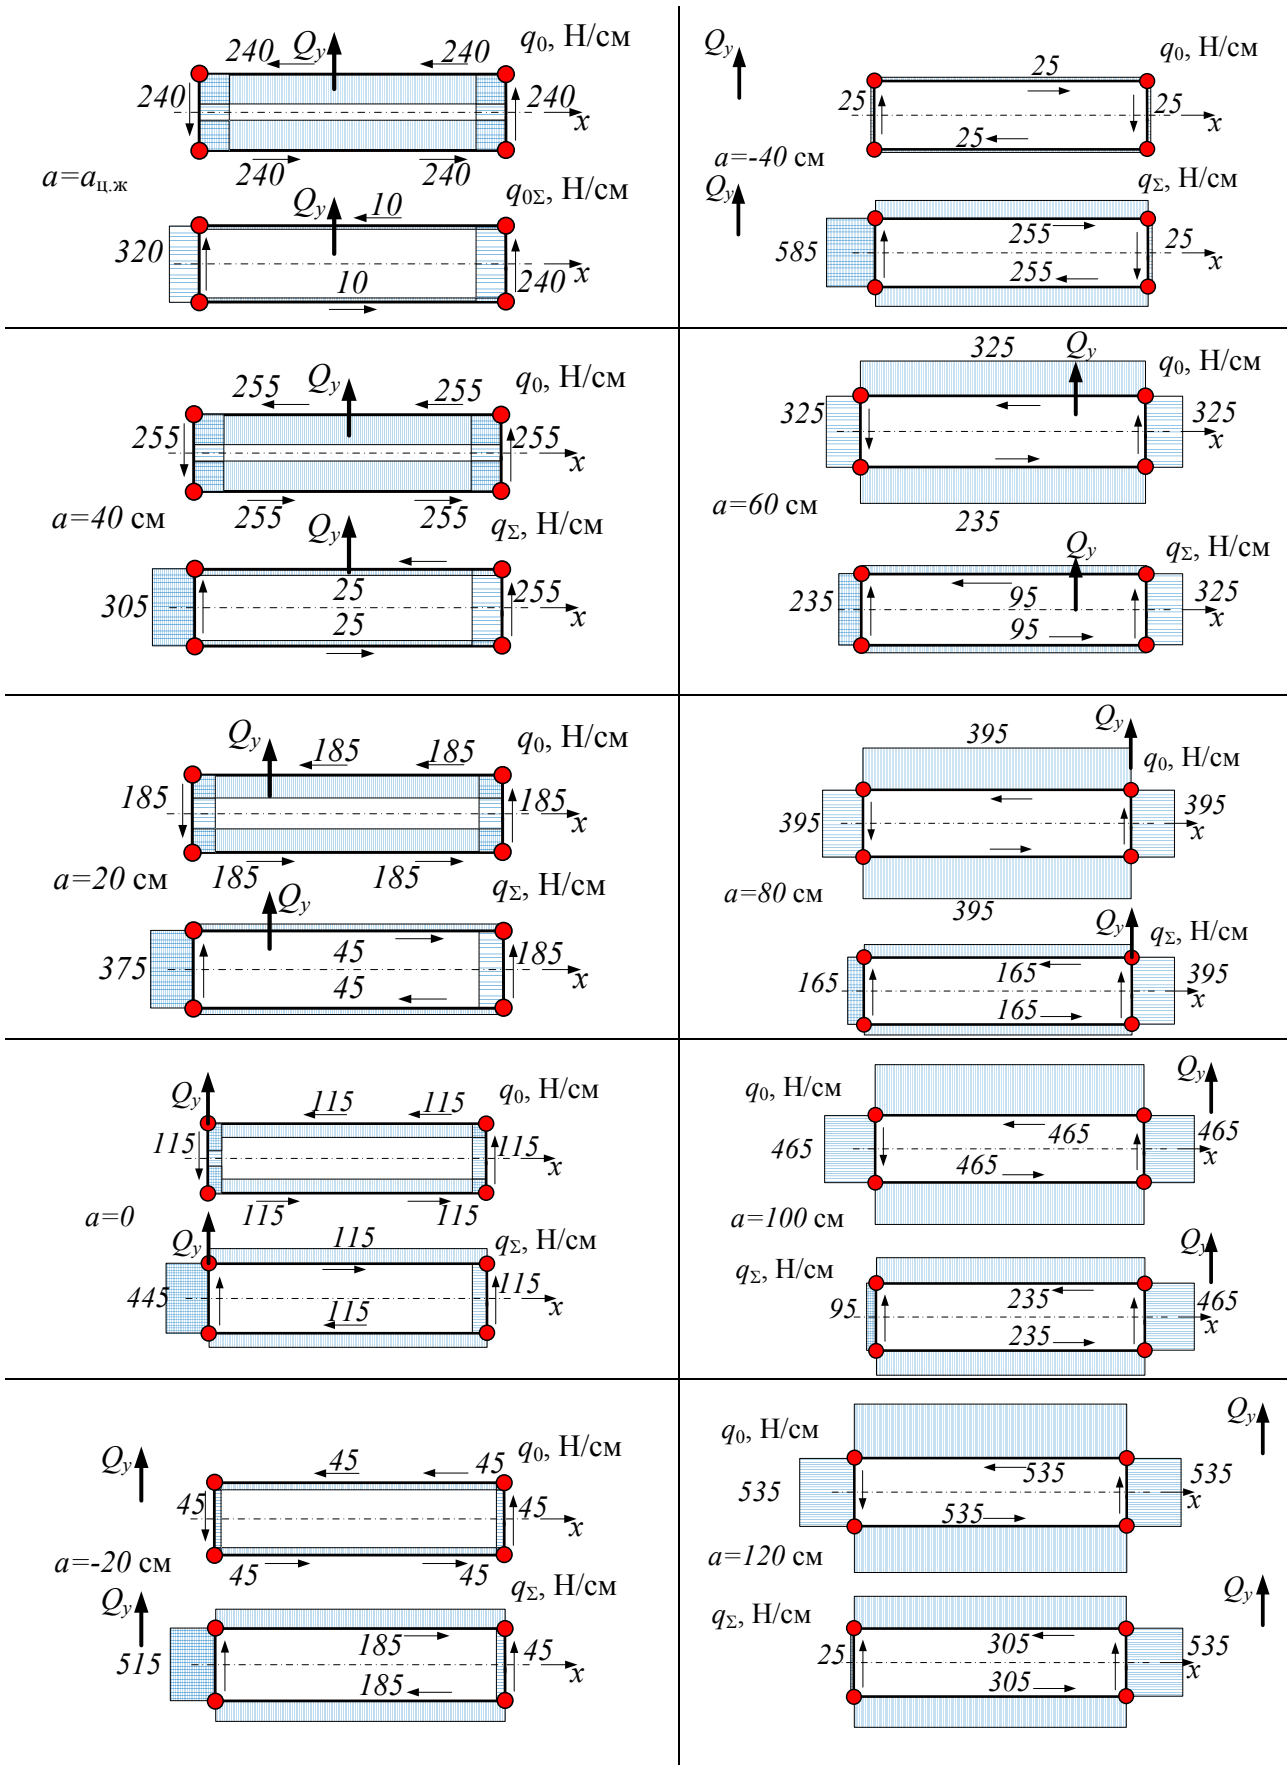 240 Qy 240 q0, Н/см
240 240 x
240 240
a=aц.ж
Qy 10 q0Σ, Н/см
320 x
10 240
Qy q0, Н/см
25
25 25 x
25
a=-40 см
Qy qΣ, Н/см
585 255 25
255 x
Qy q0, Н/см
255 255
255 255 x
a=40 см
255 255
Qy qΣ, Н/см
25
305 255 x
25
325 Qy q0, Н/см
325 325
x
a=60 см
235
Qy qΣ, Н/см
235 95 325
95 x
Qy 185 185 q0, Н/см
185 185 x
a=20 см 185 185
Qy qΣ, Н/см
375 45 185
45 x
Qy
395 q0, Н/см
395 395
x
a=80 см
395
Qy qΣ, Н/см
165 165 395
165 x
Qy 115 115 q0, Н/см
115 115 x
a=0 115 115
Qy 115 qΣ, Н/см
445 115 115
x
q0, Н/см Qy
465 465 465
465 x
a=100 см
qΣ, Н/см Qy
95 235 465
235 x
Qy 45 45 q0, Н/см
45 45 x
a=-20 см 45 45
Qy qΣ, Н/см
515 185 45
185 x
q0, Н/см Qy
535 535 535
535 x
a=120 см
qΣ, Н/см Qy
25 305 535
305 x